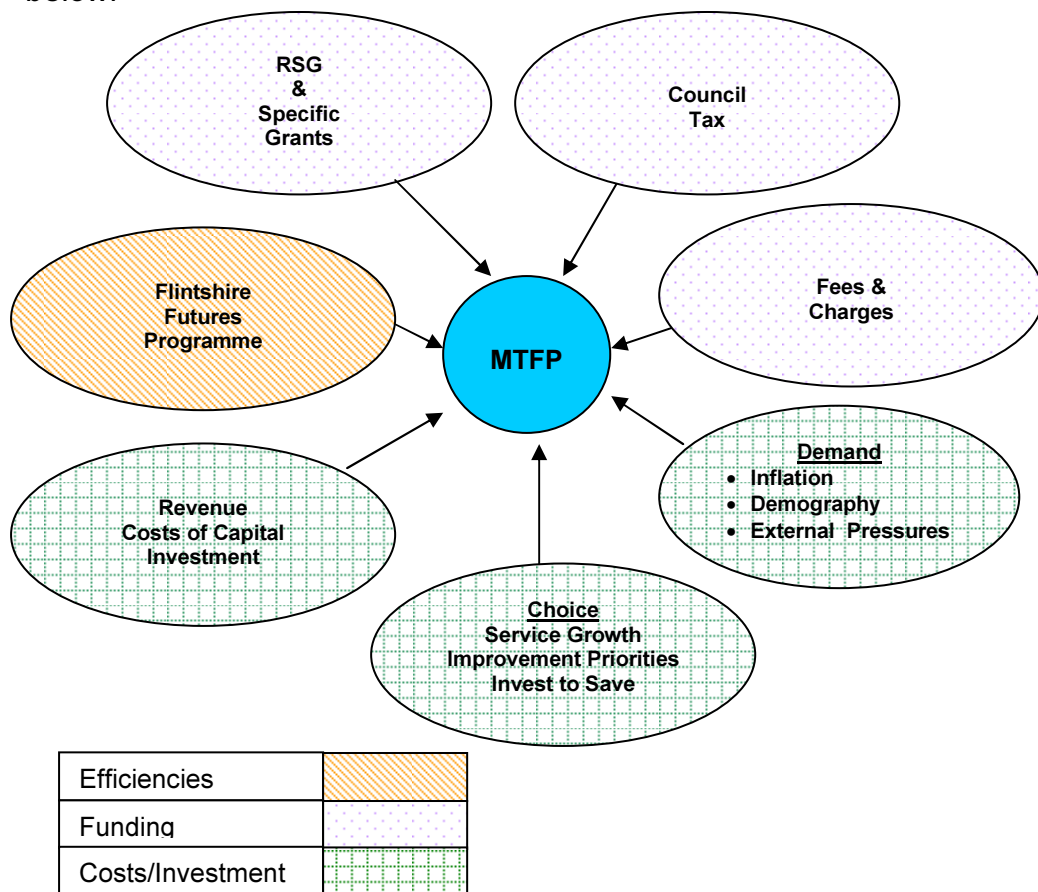 below.
RSG
&
Specific
Grants
Council
Tax
Flintshire
Futures
Programme
Fees &
Charges
MTFP
Revenue
Costs of Capital
Investment
Demand
• Inflation
• Demography
• External Pressures
Choice
Service Growth
Improvement Priorities
Invest to Save
Efficiencies
Funding
Costs/Investment